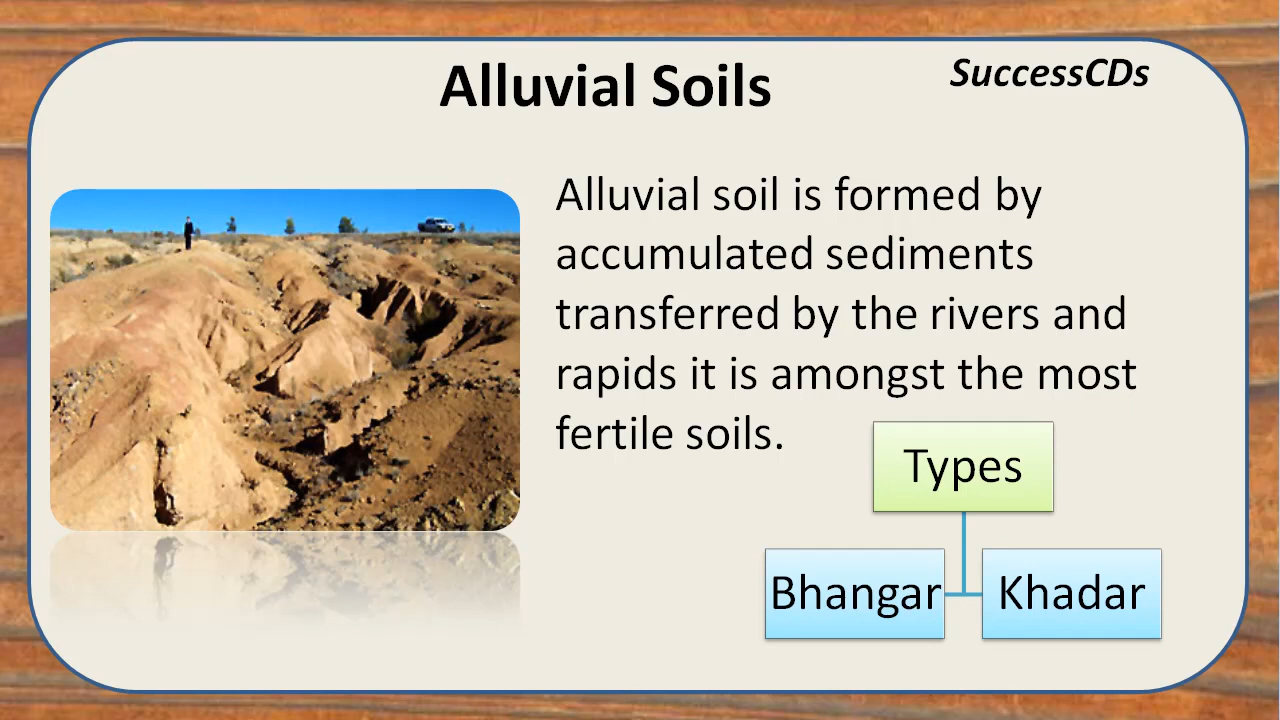 Alluvial Soils
SuccessCDs
Alluvial soil is formed by
accumulated sediments
transferred by the rivers and
rapids it is amongst the most
fertile soils.
Types
Bhangar
Khadar